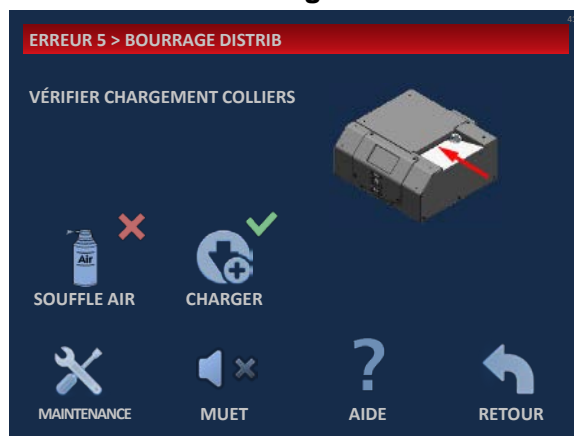 ERREUR 5 > BOURRAGE DISTRIB
VÉRIFIER CHARGEMENT COLLIERS
Air
SOUFFLE AIR
CHARGER
MAINTENANCE
MUET
AIDE
RETOUR